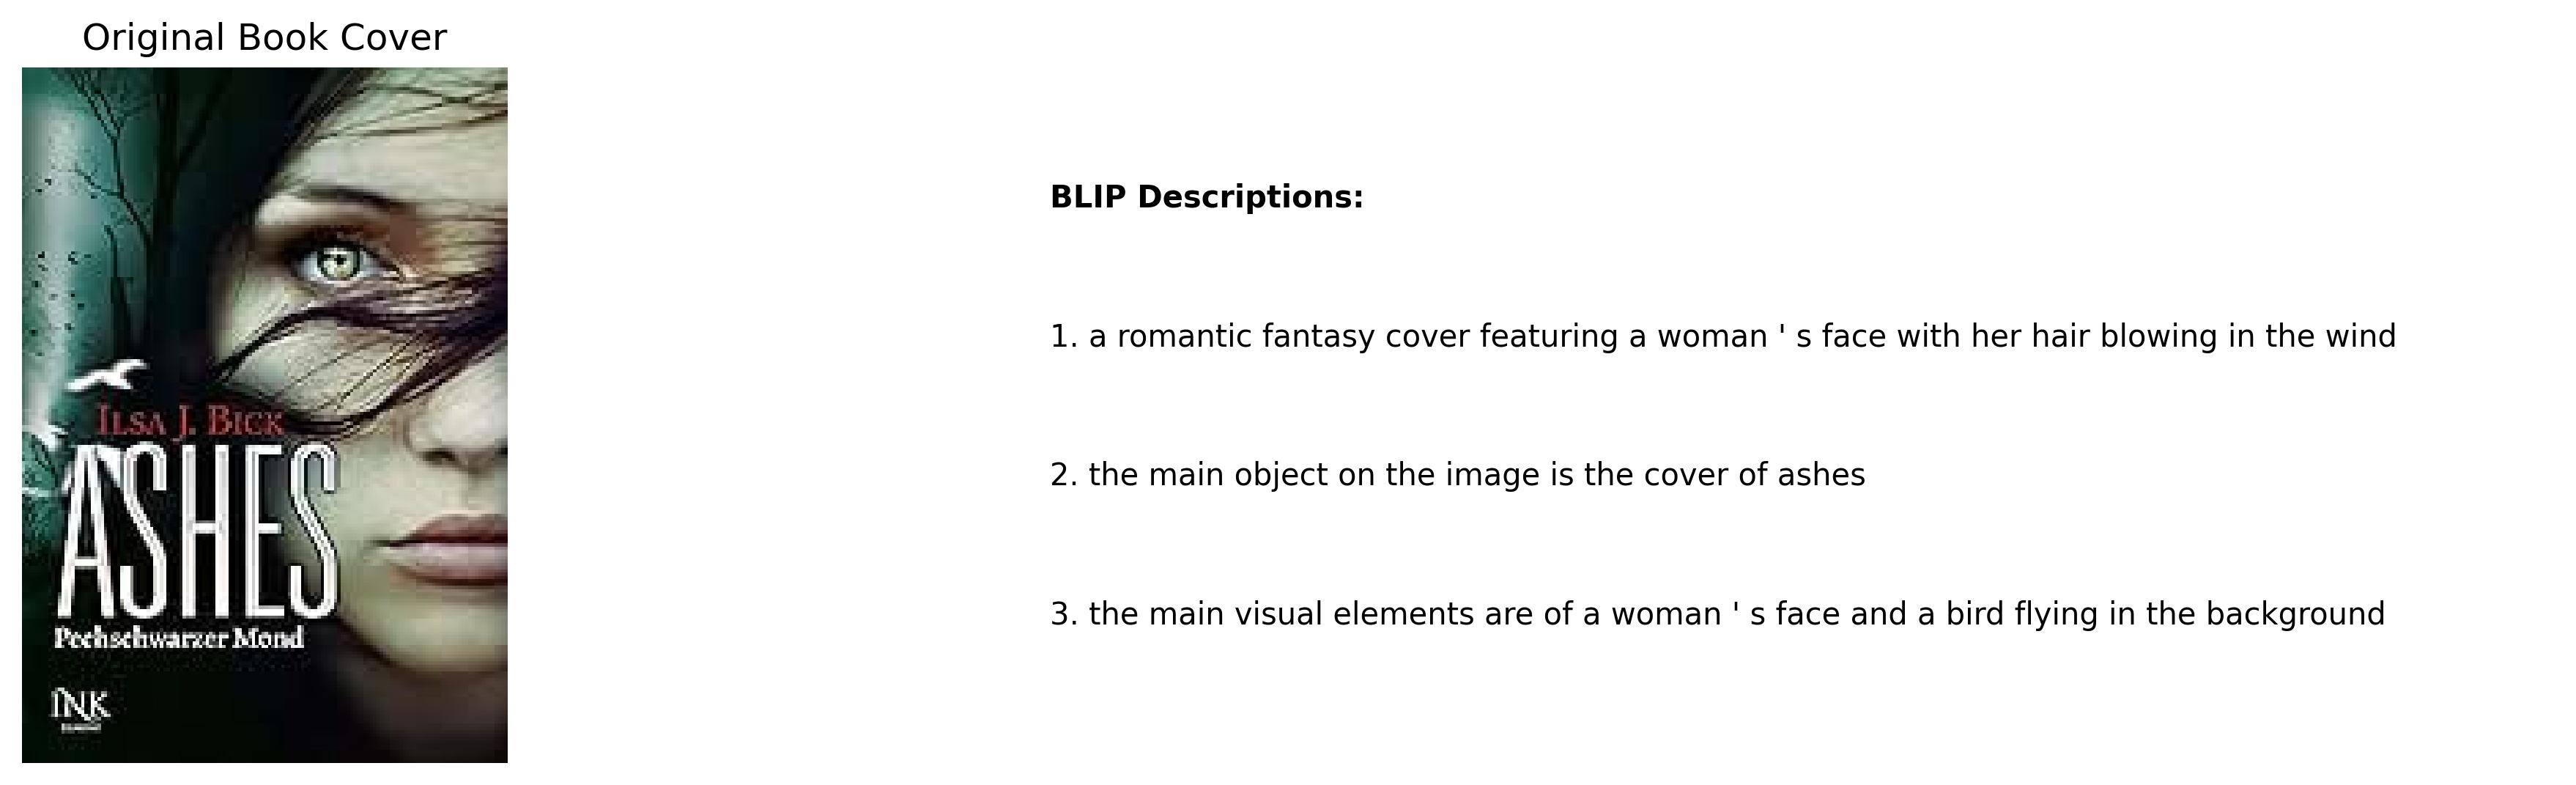 Original Book Cover
ILSA J. BICK
ASHES
Pechschwarzer Mond
INK
BLIP Descriptions:
1. a romantic fantasy cover featuring a woman ' s face with her hair blowing in the wind
2. the main object on the image is the cover of ashes
3. the main visual elements are of a woman ' s face and a bird flying in the background